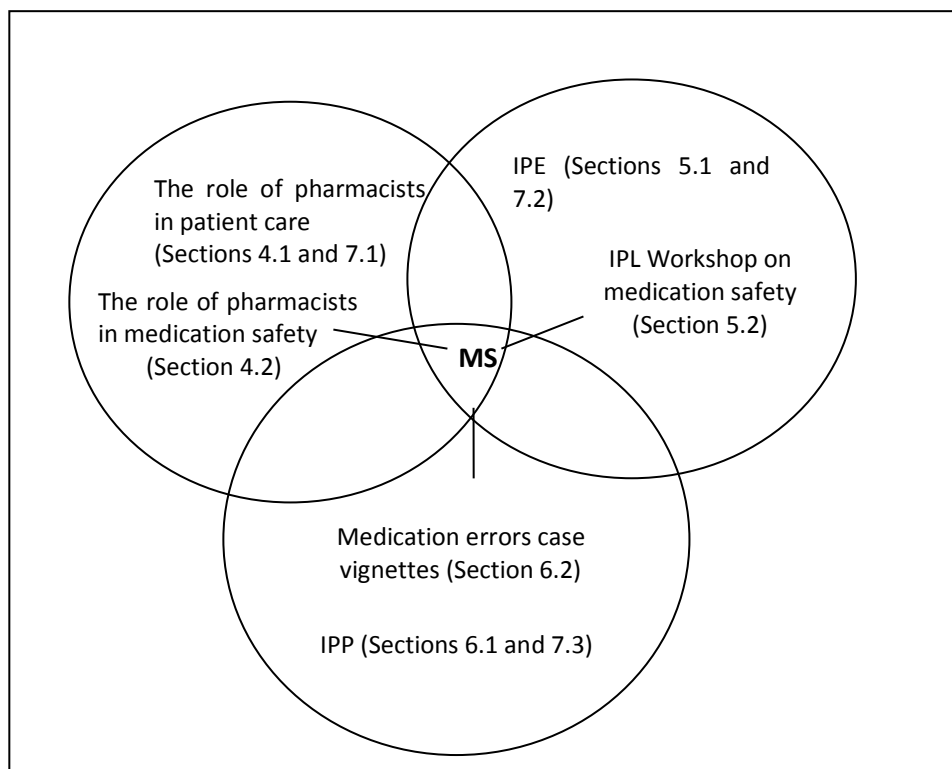 The role of pharmacists
in patient care
(Sections 4.1 and 7.1)
The role of pharmacists
in medication safety
(Section 4.2)
IPE (Sections 5.1 and
7.2)
IPL Workshop on
medication safety
(Section 5.2)
MS
Medication errors case
vignettes (Section 6.2)
IPP (Sections 6.1 and 7.3)